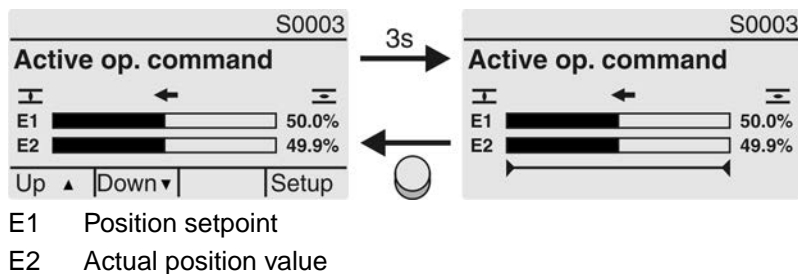 S0003
Active op. command
E1 50.0%
E2 49.9%
Up ▲ Down ▼ Setup
3s
S0003
Active op. command
E1 50.0%
E2 49.9%
E1 Position setpoint
E2 Actual position value